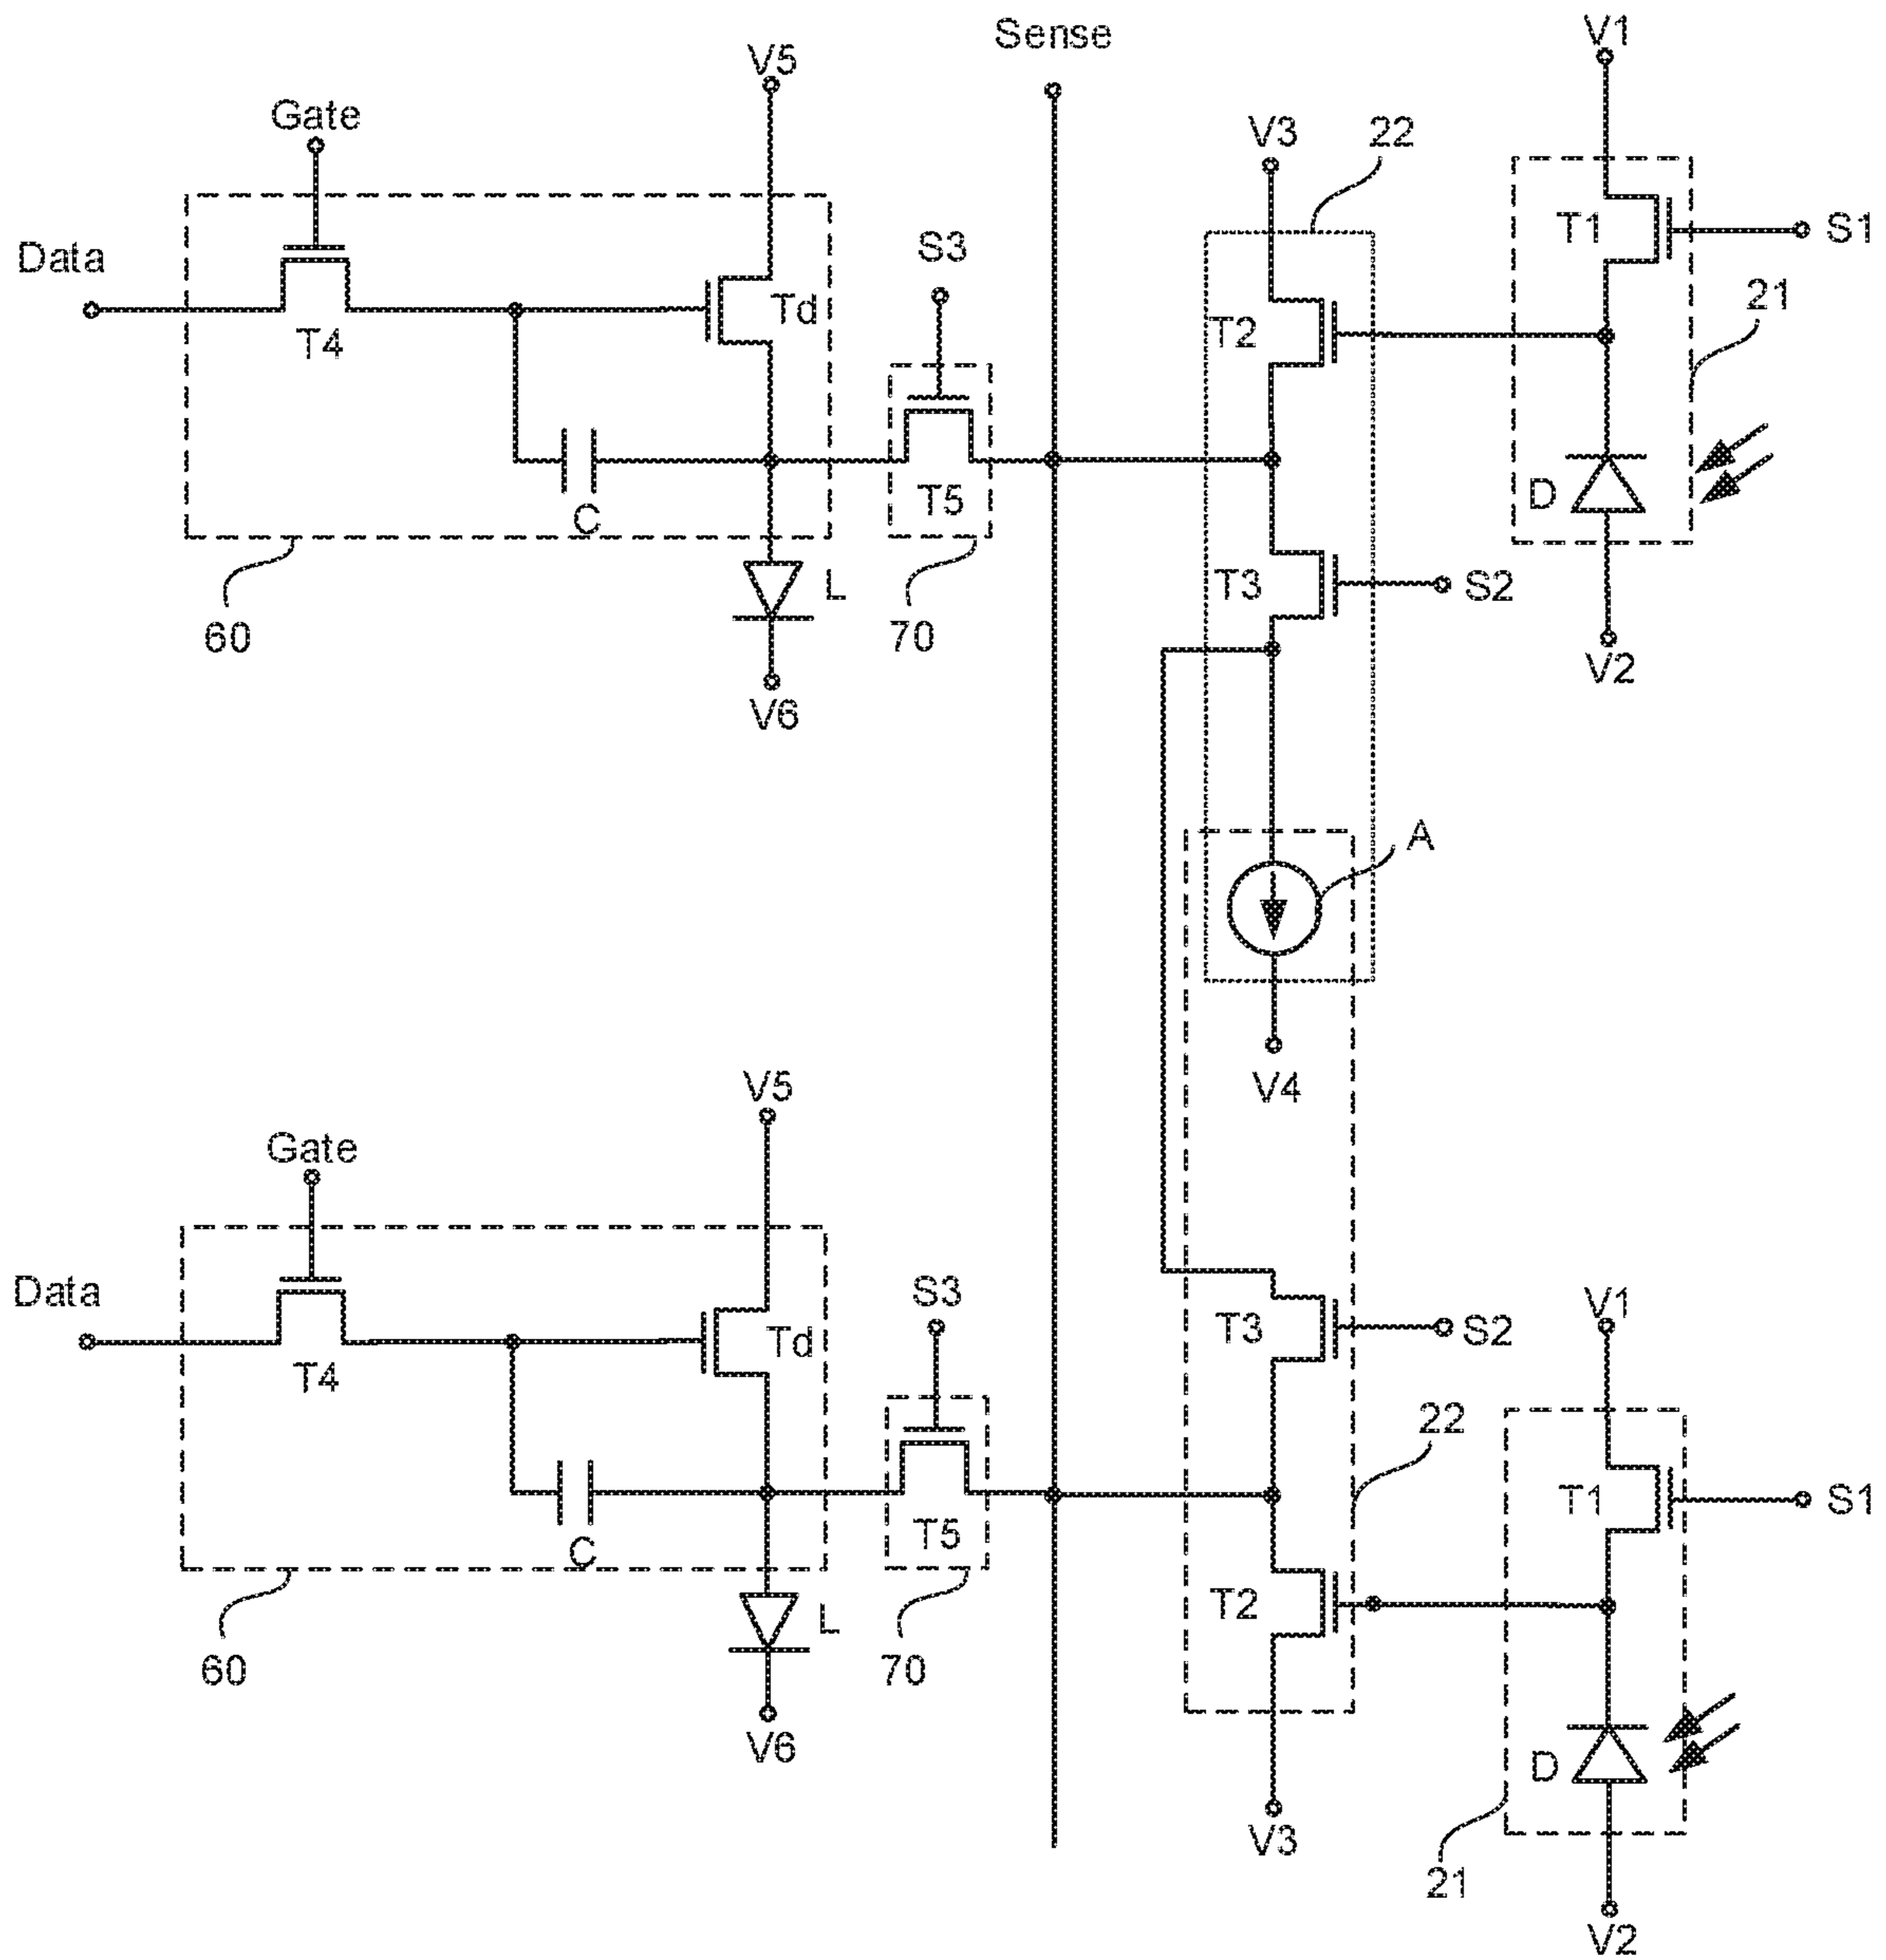 V1
Sense
V5
Gate
V3
22
T1
S1
Data
S3
21
Td
T2
T4
D
T5
C
T3
S2
L
60
70
V2
V6
A
V4
V5
Gate
Data
S3
V1
T3
S2
Td
T4
22
T1
S1
T5
C
T2
L
60
70
V6
D
V3
21
V2